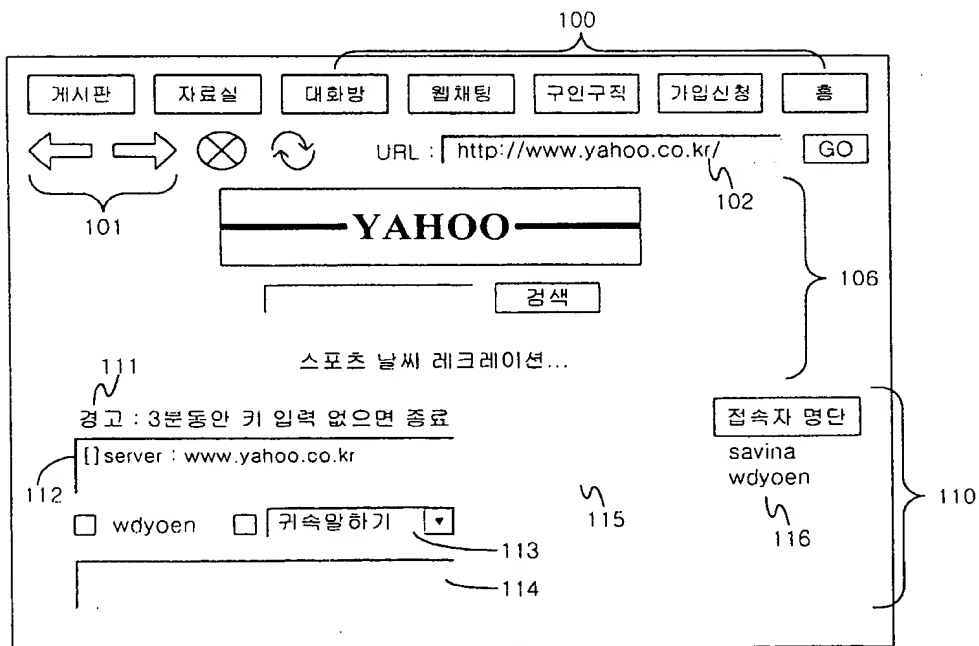 100
게시판 자료실 대화방 웹채팅 구인구직 가입신청 홈
URL : http://www.yahoo.co.kr/ GO
101
102
YAHOO
106
검색
스포츠 날씨 레크레이션...
111
경고 : 3분동안 키 입력 없으면 종료
접속자 명단
[]server : www.yahoo.co.kr
savina
wdyoen
112
115
116
110
wdyoen 귀속말하기
113
114